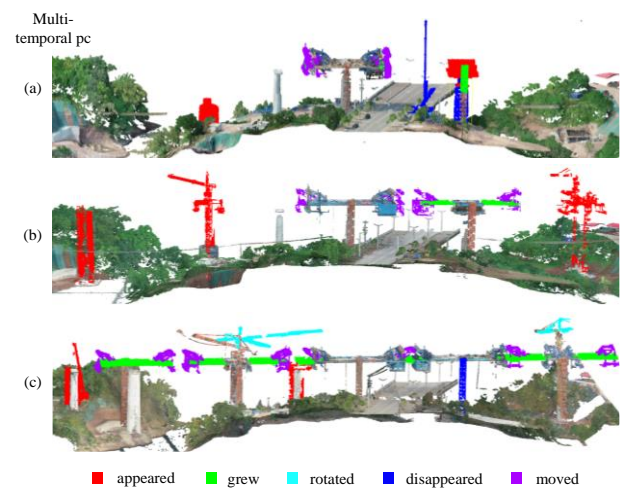 Multi-
temporal pc
(a)
(b)
(c)
appeared grew rotated disappeared moved